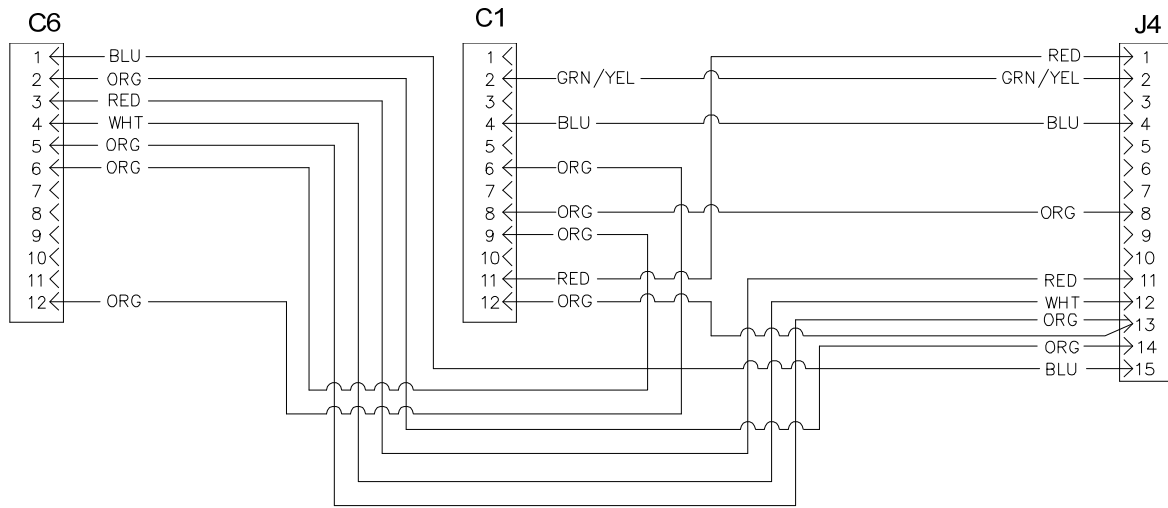 C6
C1
J4
1 BLU
2 ORG
3 RED
4 WHT
5 ORG
6 ORG
7
8
9
10
11
12 ORG
1
2 GRN/YEL
3
4 BLU
5
6 ORG
7
8 ORG
9 ORG
10
11 RED
12 ORG
RED 1
GRN/YEL 2
3
BLU 4
5
6
7
ORG 8
9
10
RED 11
WHT 12
ORG 13
ORG 14
BLU 15